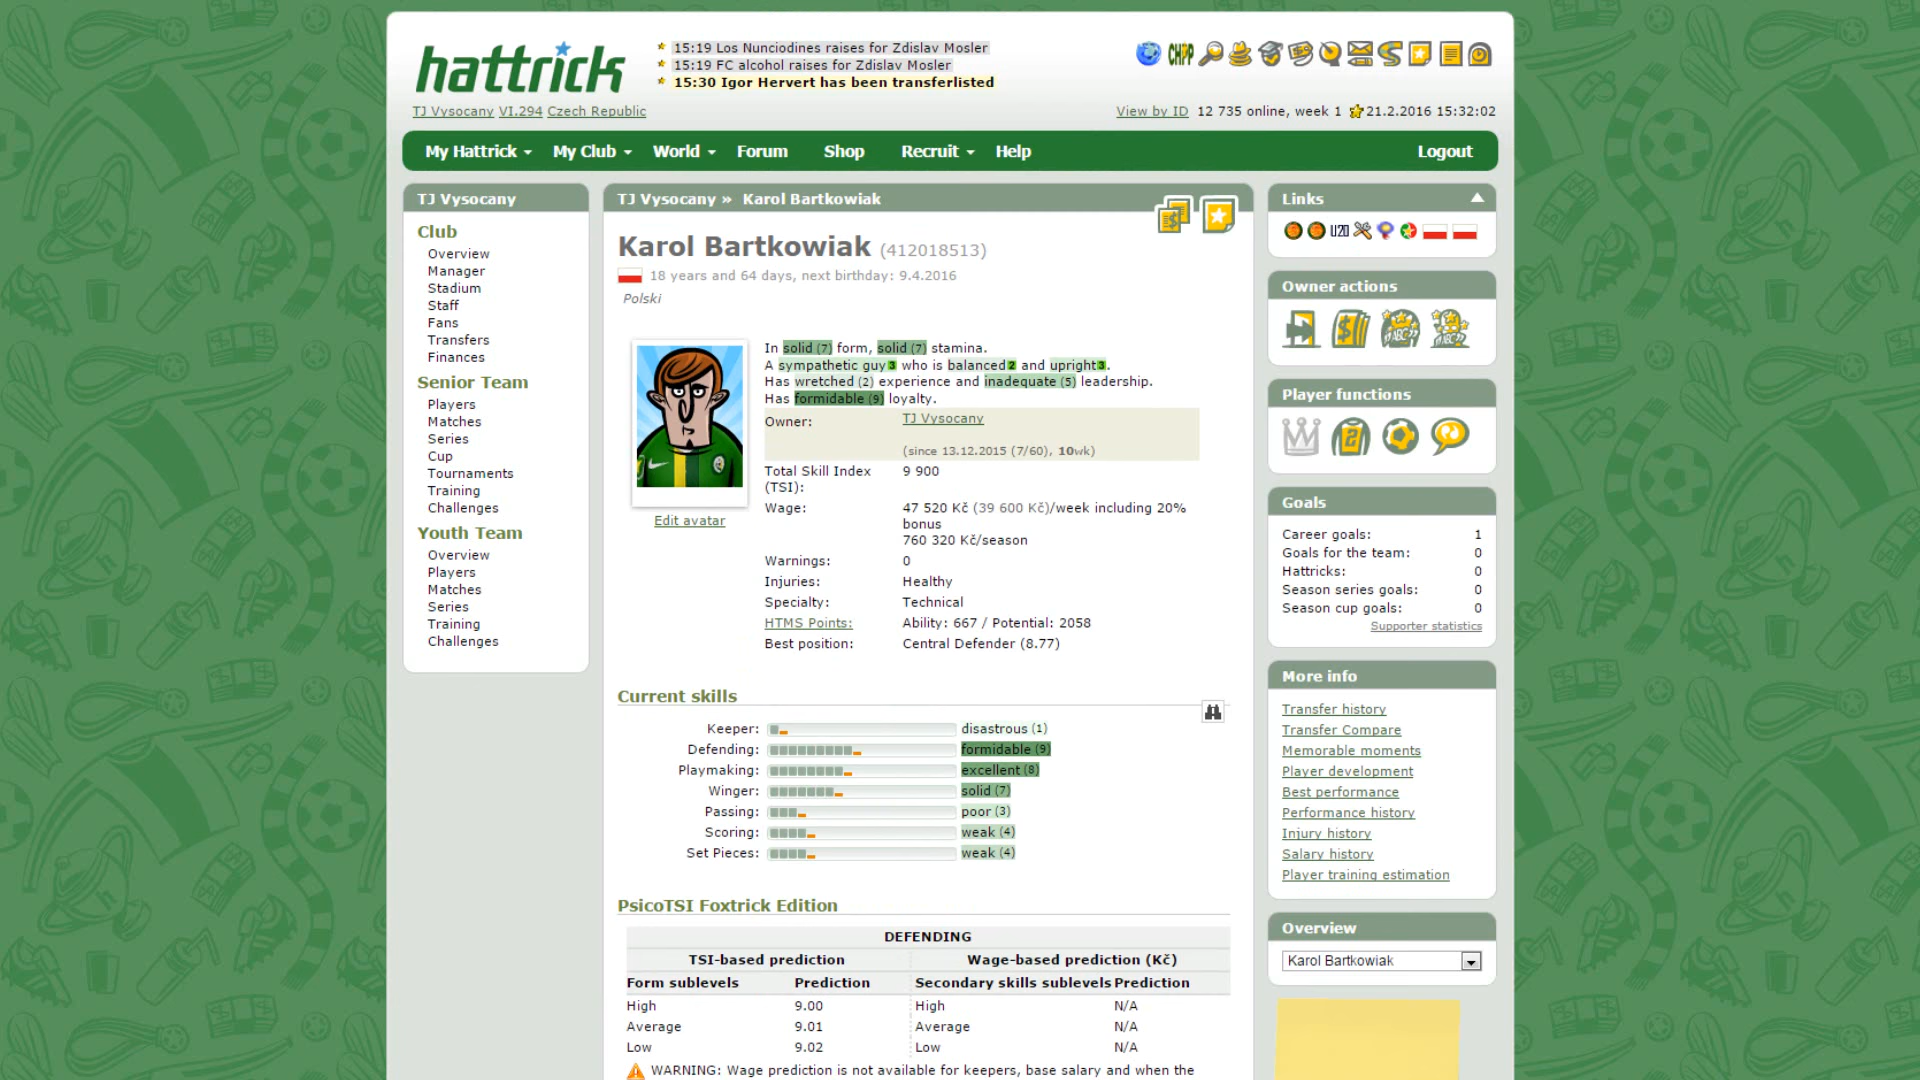 hattrick
15:19 Los Nunciodines raises for Zdislav Mosler
15:19 FC alcohol raises for Zdislav Mosler
15:30 Igor Hervert has been transferlisted
CHPP
TJ Vysocany VI.294 Czech Republic
View by ID 12 735 online, week 1 21.2.2016 15:32:02
My Hattrick My Club World Forum Shop Recruit Help Logout
TJ Vysocany
Club
Overview
Manager
Stadium
Staff
Fans
Transfers
Finances
Senior Team
Players
Matches
Series
Cup
Tournaments
Training
Challenges
Youth Team
Overview
Players
Matches
Series
Training
Challenges
TJ Vysocany » Karol Bartkowiak
Karol Bartkowiak (412018513)
18 years and 64 days, next birthday: 9.4.2016
Polski
Edit avatar
In solid (7) form, solid (7) stamina.
A sympathetic guy 3 who is balanced 2 and upright 3.
Has wretched (2) experience and inadequate (5) leadership.
Has formidable (9) loyalty.
Owner: TJ Vysocany
(since 13.12.2015 (7/60), 10wk)
Total Skill Index (TSI): 9 900
Wage: 47 520 Kč (39 600 Kč)/week including 20%
bonus
760 320 Kč/season
Warnings: 0
Injuries: Healthy
Specialty: Technical
HTMS Points: Ability: 667 / Potential: 2058
Best position: Central Defender (8.77)
Current skills
Keeper: disastrous (1)
Defending: formidable (9)
Playmaking: excellent (8)
Winger: solid (7)
Passing: poor (3)
Scoring: weak (4)
Set Pieces: weak (4)
PsicoTSI Foxtrick Edition
DEFENDING
TSI-based prediction Wage-based prediction (Kč)
Form sublevels Prediction Secondary skills sublevels Prediction
High 9.00 High N/A
Average 9.01 Average N/A
Low 9.02 Low N/A
WARNING: Wage prediction is not available for keepers, base salary and when the
Links
U20
Owner actions
Player functions
2
Goals
Career goals: 1
Goals for the team: 0
Hattricks: 0
Season series goals: 0
Season cup goals: 0
Supporter statistics
More info
Transfer history
Transfer Compare
Memorable moments
Player development
Best performance
Performance history
Injury history
Salary history
Player training estimation
Overview
Karol Bartkowiak